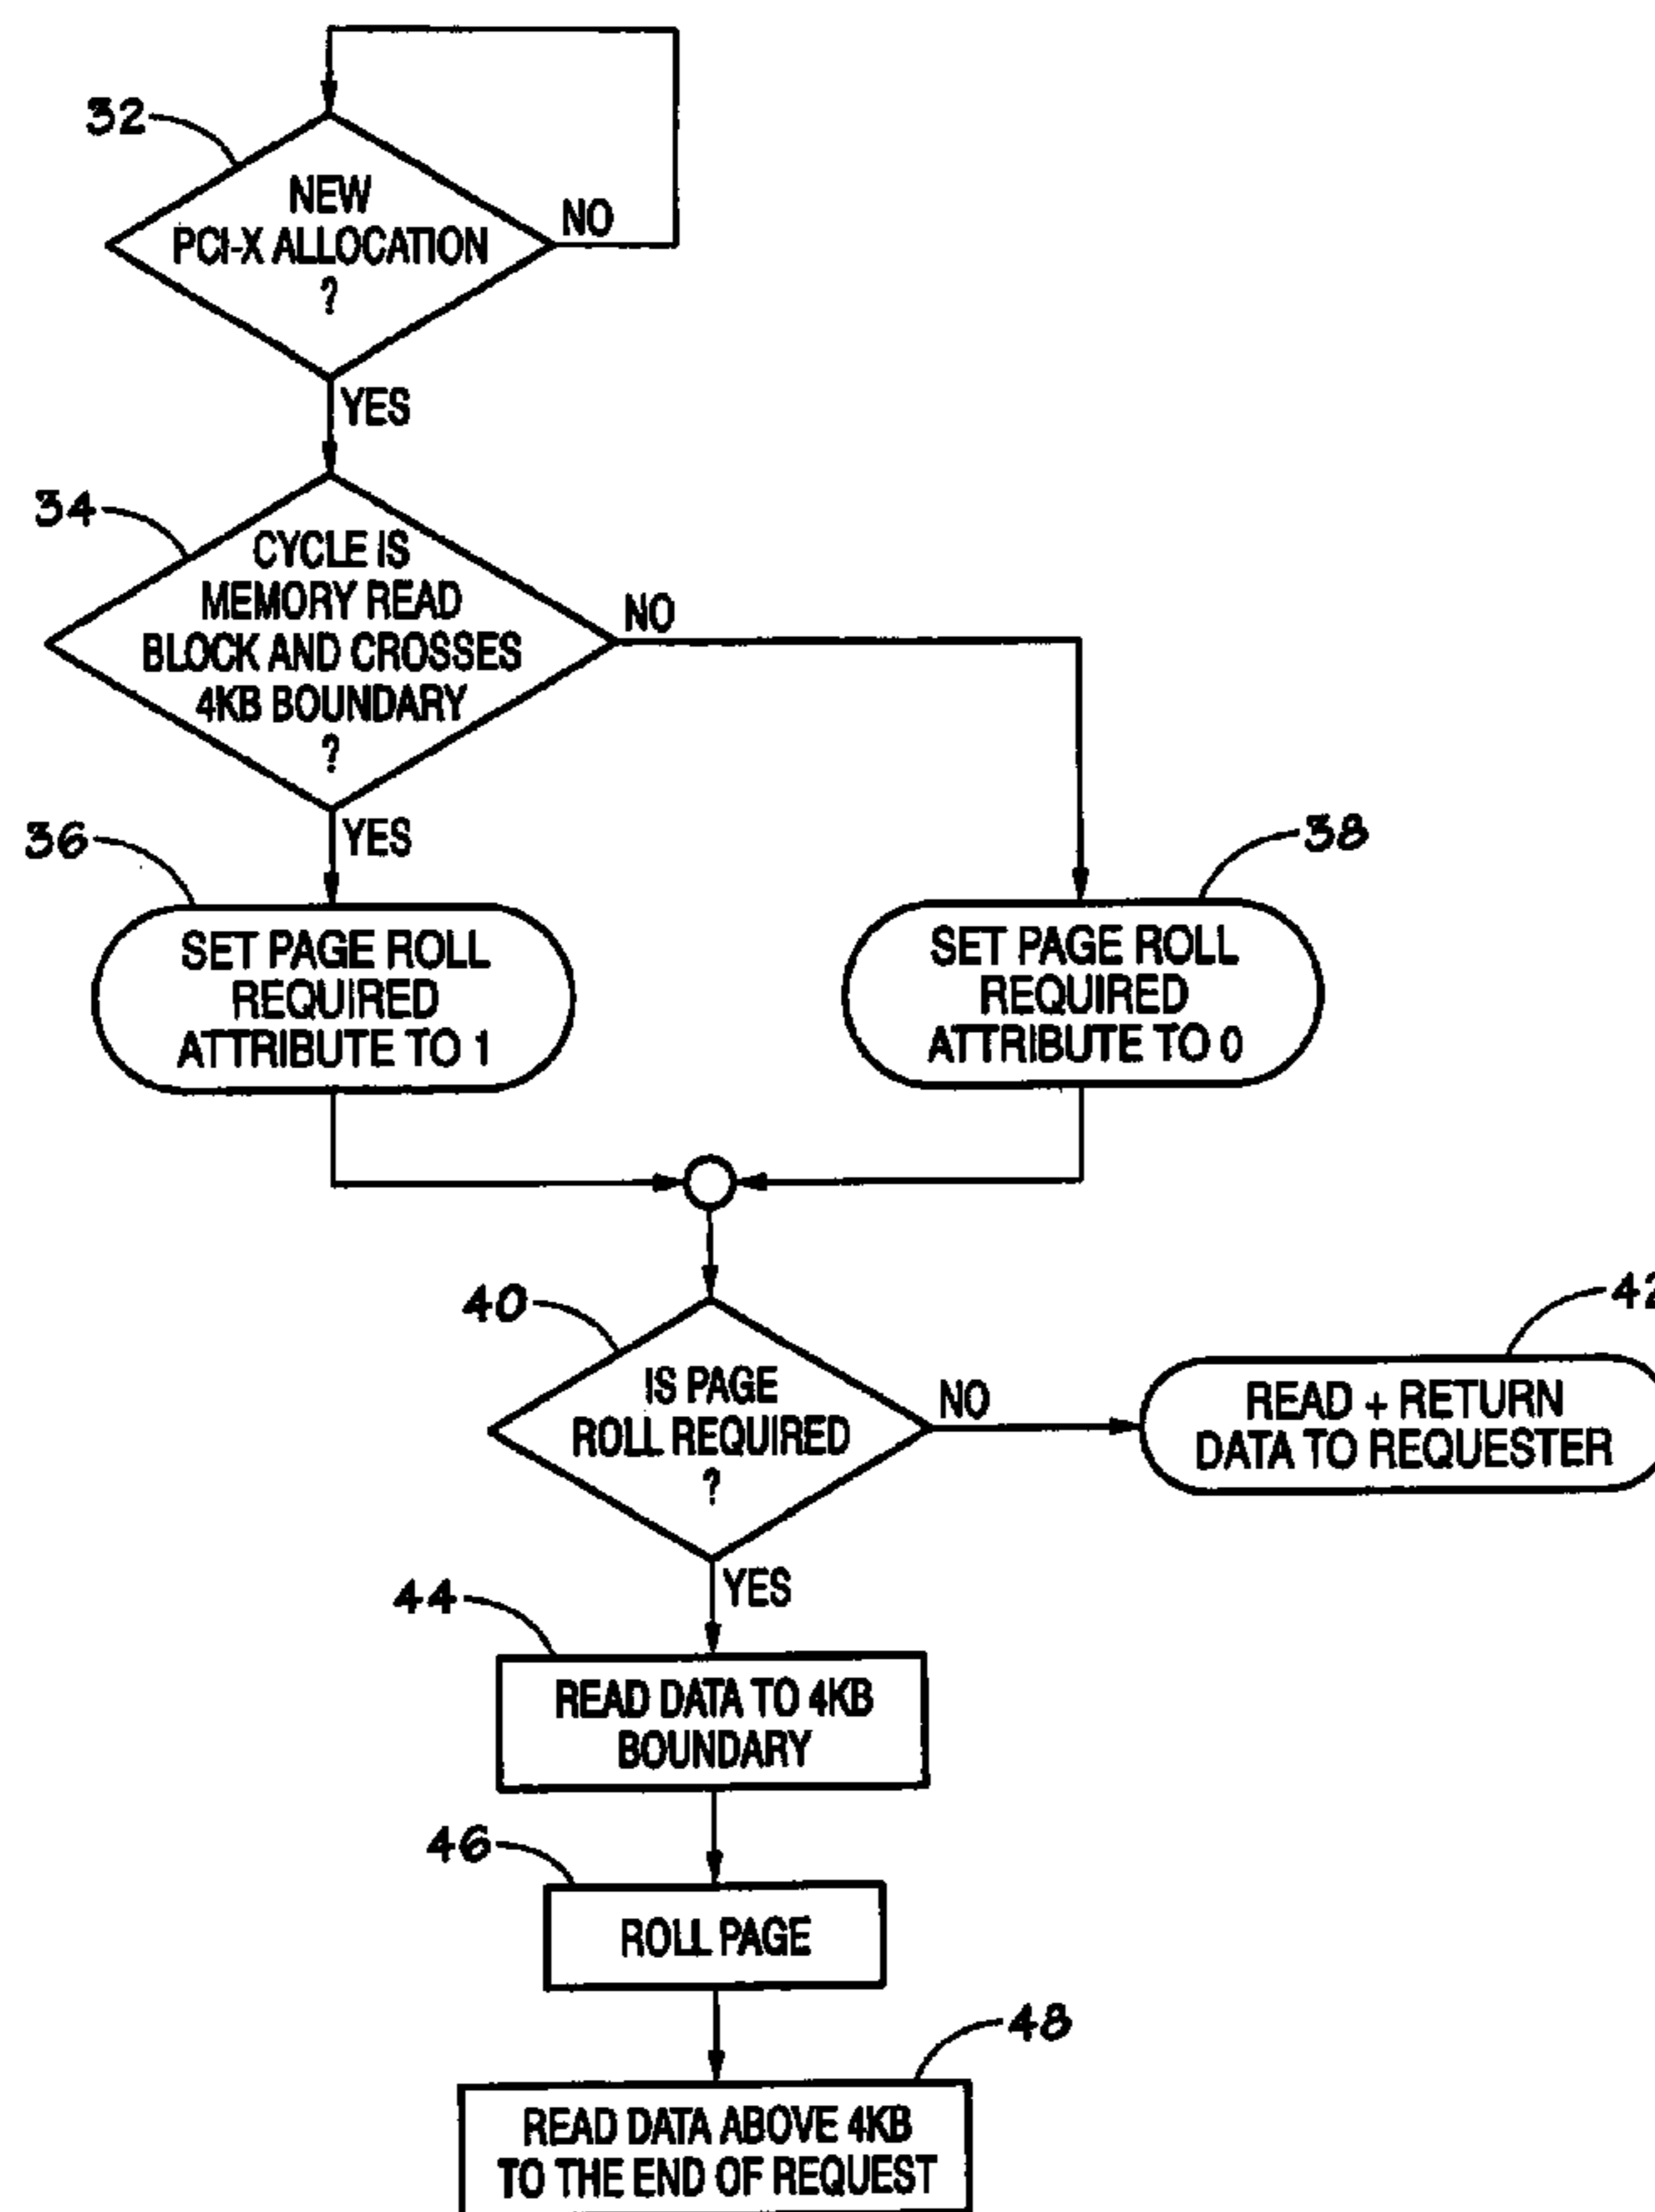 32
NEW
PCI-X ALLOCATION
?
NO
YES
34
CYCLE IS
MEMORY READ
BLOCK AND CROSSES
4KB BOUNDARY
?
NO
YES
36
SET PAGE ROLL
REQUIRED
ATTRIBUTE TO 1
38
SET PAGE ROLL
REQUIRED
ATTRIBUTE TO 0
40
IS PAGE
ROLL REQUIRED
?
NO
42
READ + RETURN
DATA TO REQUESTER
YES
44
READ DATA TO 4KB
BOUNDARY
46
ROLL PAGE
48
READ DATA ABOVE 4KB
TO THE END OF REQUEST